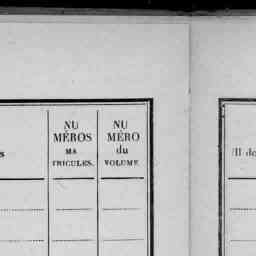 s
NU
MÉROS
MA
TRICULES.
NU
MÉRO
du
VOLUME
Il de